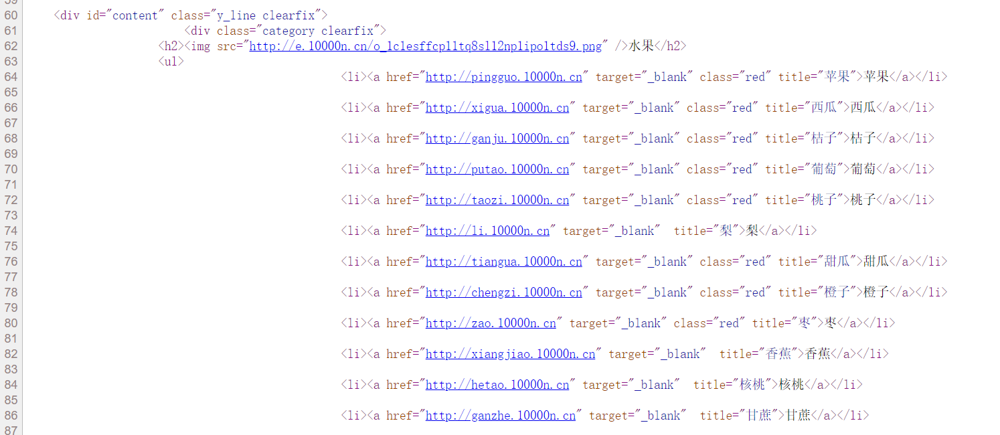 59
60 <div id="content" class="y_line clearfix">
61 <div class="category clearfix">
62 <h2><img src="http://e.10000n.cn/o_1clesffcp1ltq8sll2nplipoltds9.png" />水果</h2>
63 <ul>
64 <li><a href="http://pingguo.10000n.cn" target="_blank" class="red" title="苹果">苹果</a></li>
65
66 <li><a href="http://xigua.10000n.cn" target="_blank" class="red" title="西瓜">西瓜</a></li>
67
68 <li><a href="http://ganju.10000n.cn" target="_blank" class="red" title="桔子">桔子</a></li>
69
70 <li><a href="http://putao.10000n.cn" target="_blank" class="red" title="葡萄">葡萄</a></li>
71
72 <li><a href="http://taozi.10000n.cn" target="_blank" class="red" title="桃子">桃子</a></li>
73
74 <li><a href="http://li.10000n.cn" target="_blank"  title="梨">梨</a></li>
75
76 <li><a href="http://tiangua.10000n.cn" target="_blank" class="red" title="甜瓜">甜瓜</a></li>
77
78 <li><a href="http://chengzi.10000n.cn" target="_blank" class="red" title="橙子">橙子</a></li>
79
80 <li><a href="http://zao.10000n.cn" target="_blank" class="red" title="枣">枣</a></li>
81
82 <li><a href="http://xiangjiao.10000n.cn" target="_blank"  title="香蕉">香蕉</a></li>
83
84 <li><a href="http://hetao.10000n.cn" target="_blank"  title="核桃">核桃</a></li>
85
86 <li><a href="http://ganzhe.10000n.cn" target="_blank"  title="甘蔗">甘蔗</a></li>
87